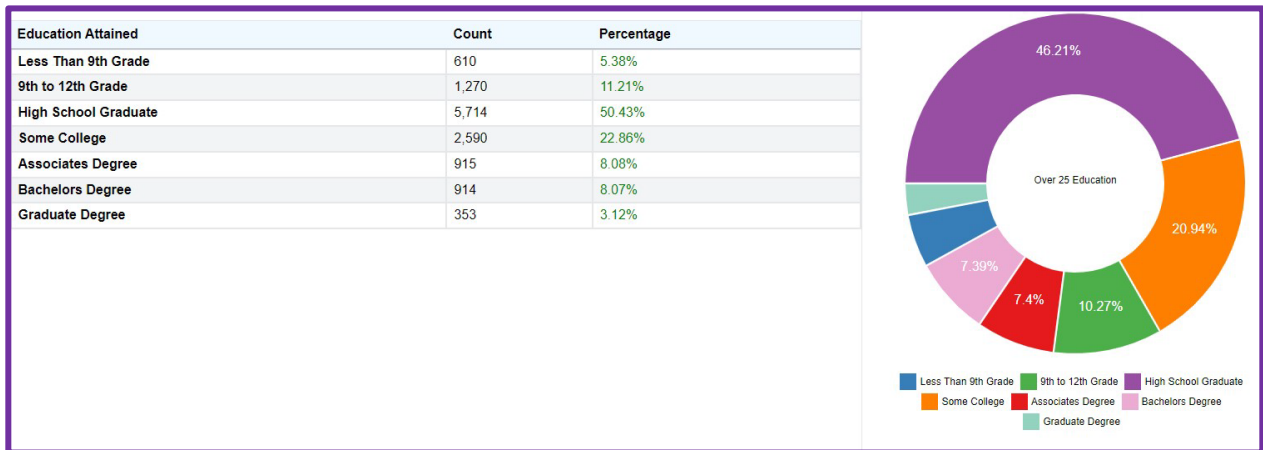 Education Attained Count Percentage
Less Than 9th Grade 610 5.38%
9th to 12th Grade 1,270 11.21%
High School Graduate 5,714 50.43%
Some College 2,590 22.86%
Associates Degree 915 8.08%
Bachelors Degree 914 8.07%
Graduate Degree 353 3.12%
46.21%
Over 25 Education
20.94%
7.39%
7.4%
10.27%
Less Than 9th Grade 9th to 12th Grade High School Graduate
Some College Associates Degree Bachelors Degree
Graduate Degree